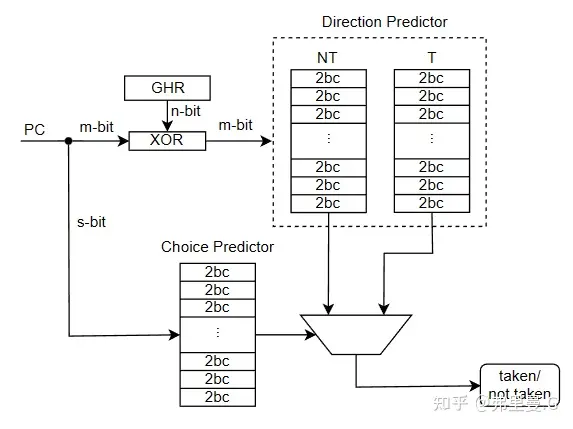 Direction Predictor
NT
T
GHR
n-bit
PC
m-bit
XOR
m-bit
2bc
2bc
2bc
⋮
2bc
2bc
2bc
2bc
2bc
2bc
⋮
2bc
2bc
2bc
s-bit
Choice Predictor
2bc
2bc
2bc
⋮
2bc
2bc
2bc
taken/
not taken
知乎